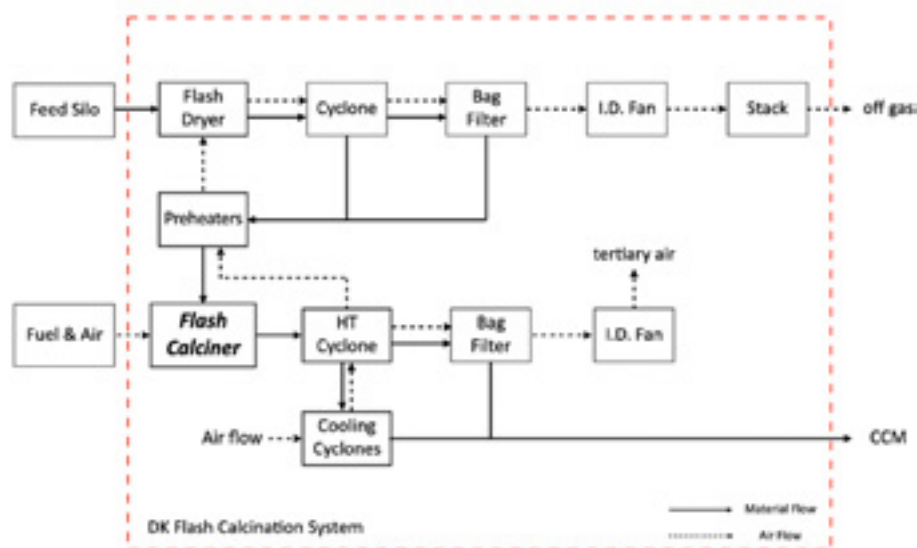 Feed Silo
Flash
Dryer
Cyclone
Bag
Filter
I.D. Fan
Stack
off gas
Preheaters
tertiary air
Fuel & Air
Flash
Calciner
HT
Cyclone
Bag
Filter
I.D. Fan
Air flow
Cooling
Cyclones
CCM
DK Flash Calcination System
Material Flow
Air Flow